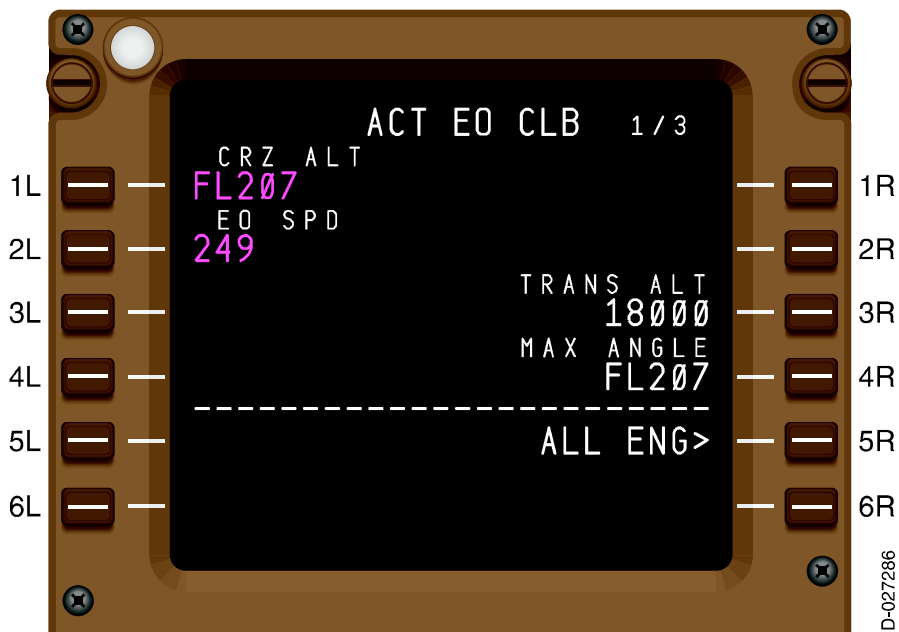 ACT EO CLB 1/3
CRZ ALT
1L FL207 1R
EO SPD
2L 249 2R
TRANS ALT
3L 18000 3R
MAX ANGLE
4L FL207 4R
5L ALL ENG> 5R
6L 6R
D-027286